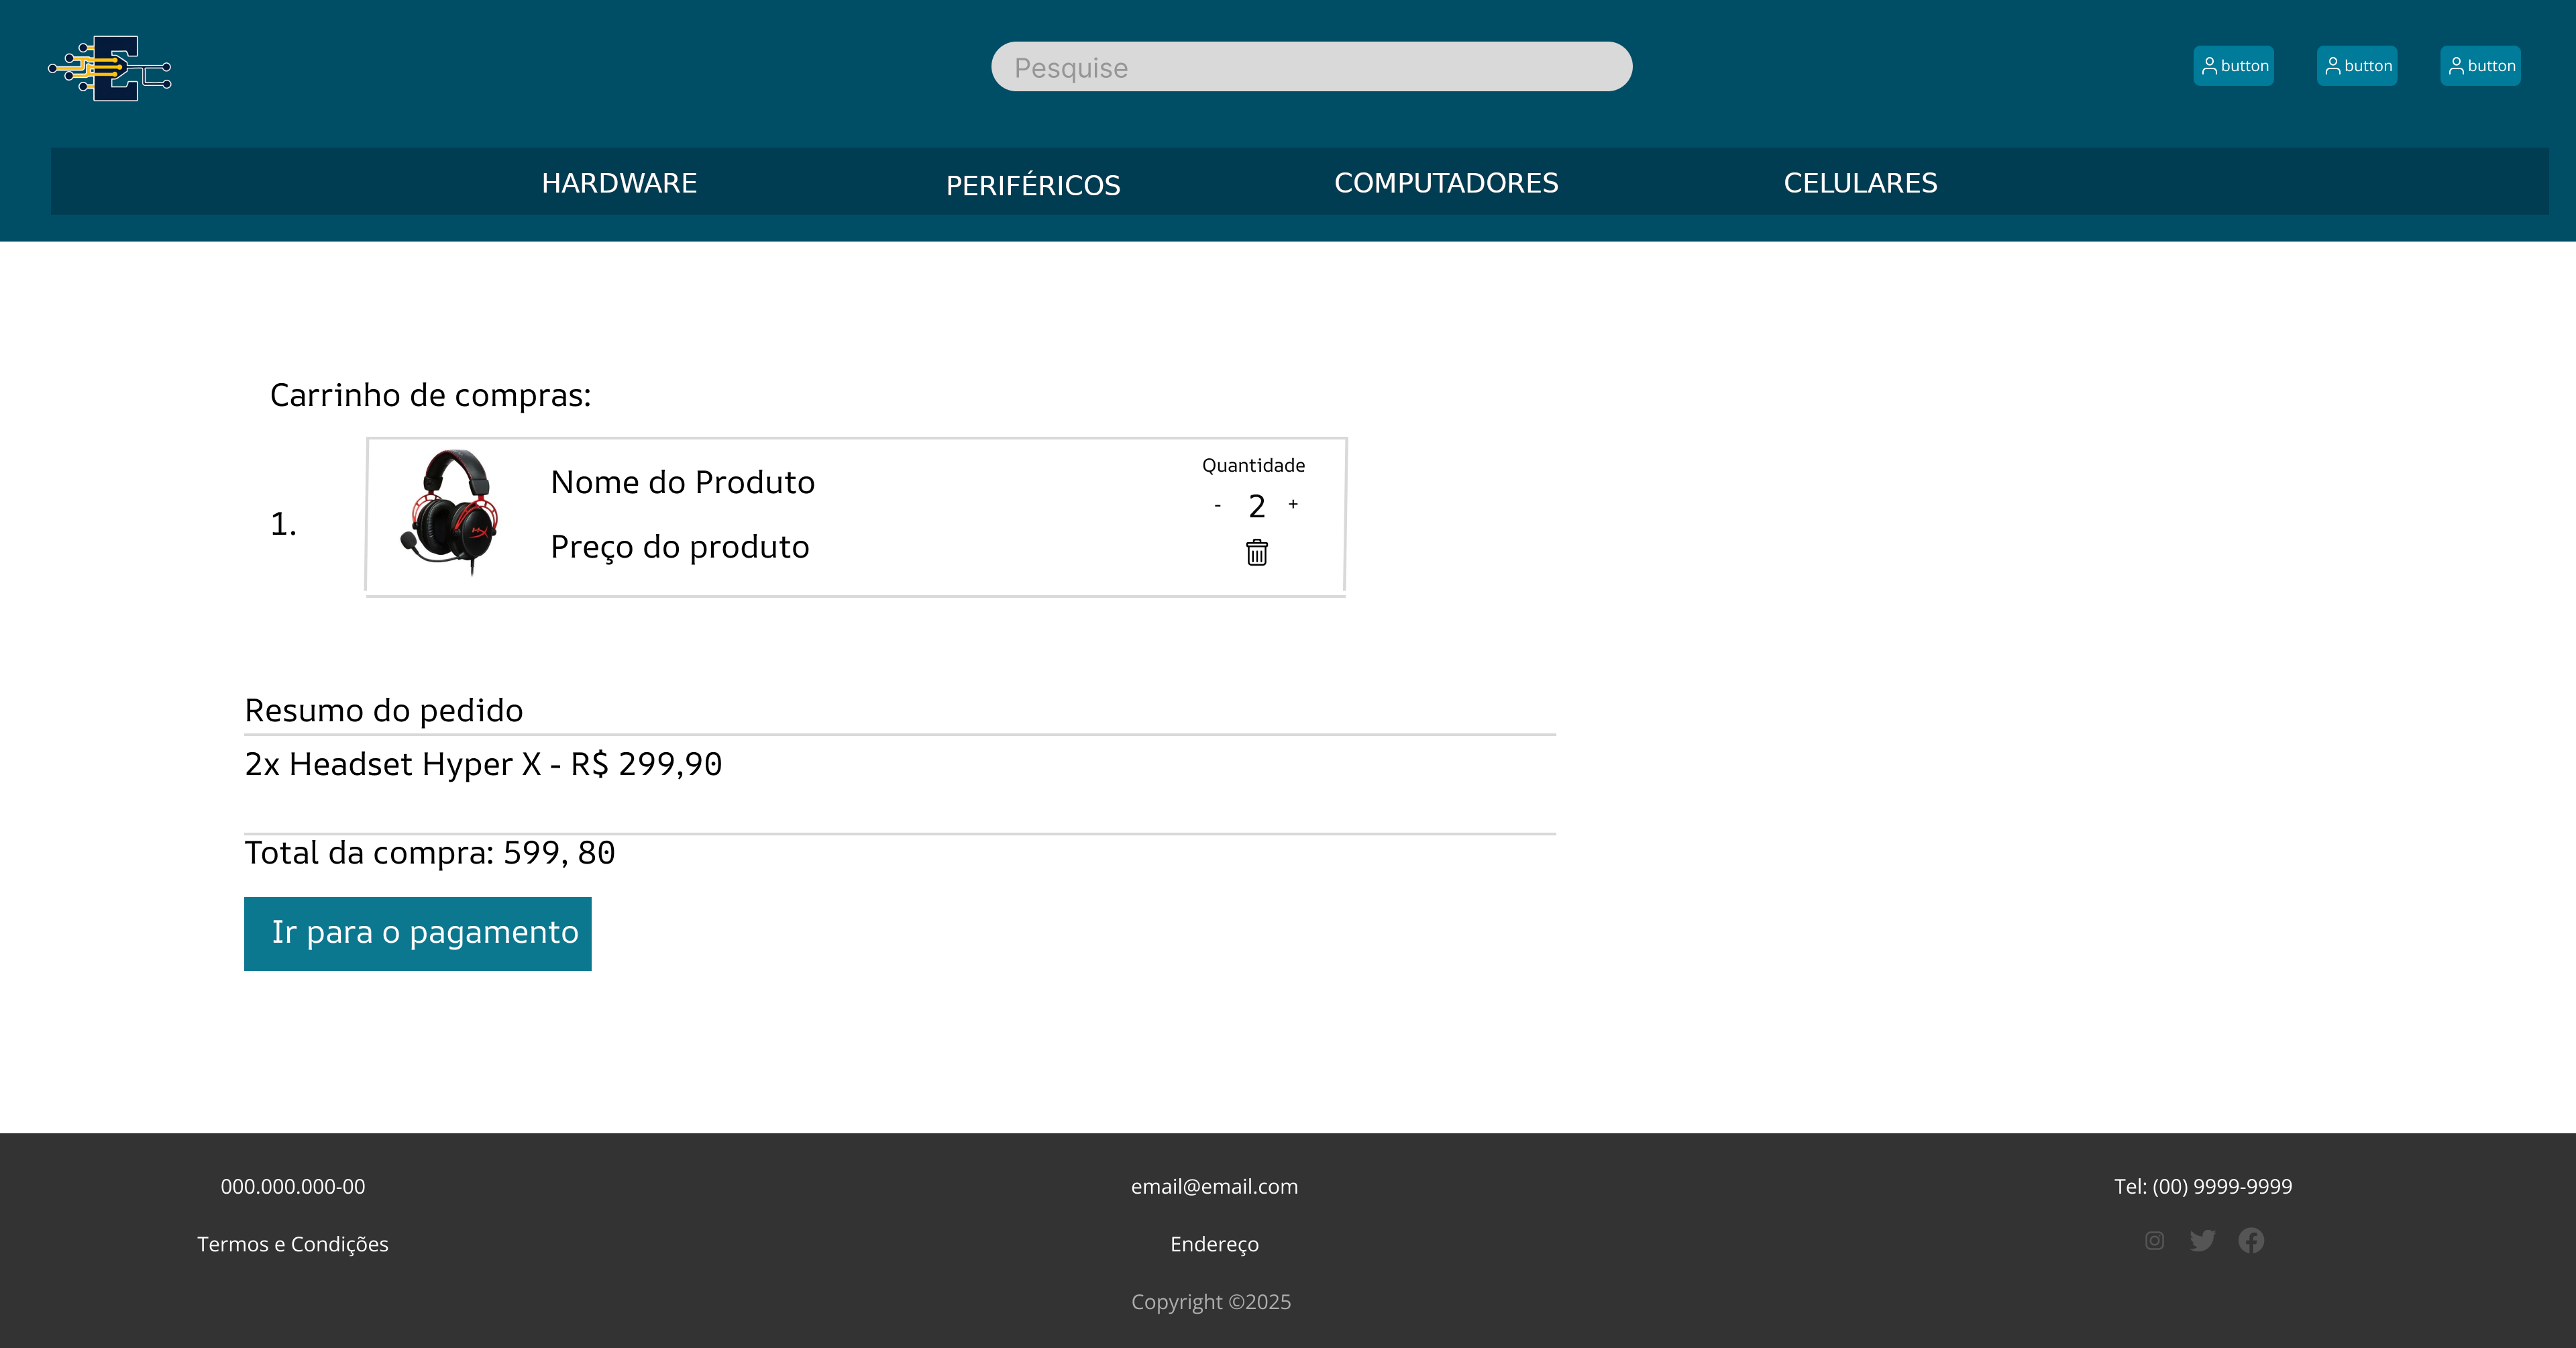 Pesquise
button button button
HARDWARE PERIFÉRICOS COMPUTADORES CELULARES
Carrinho de compras:
1.
Nome do Produto
Preço do produto
Quantidade
- 2 +
Resumo do pedido
2x Headset Hyper X - R$ 299,90
Total da compra: 599, 80
Ir para o pagamento
000.000.000-00 email@email.com Tel: (00) 9999-9999
Termos e Condições Endereço
Copyright ©2025